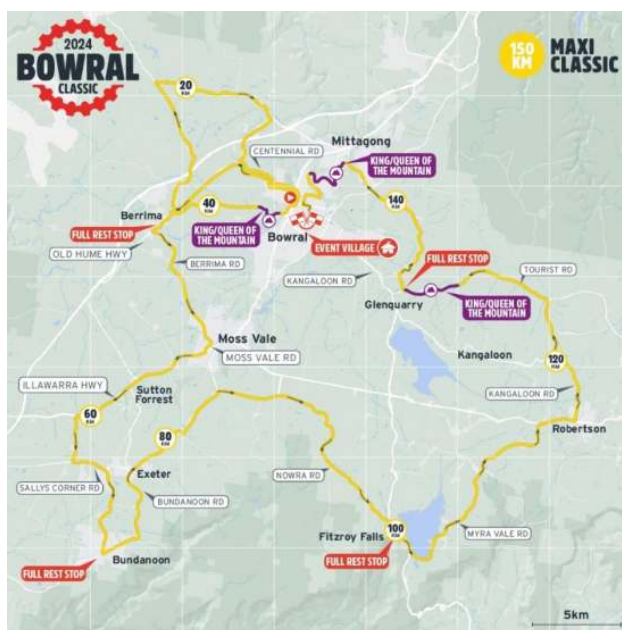 2024
BOWRAL
CLASSIC
150
KM
MAXI
CLASSIC
20
KM
Mittagong
CENTENNIAL RD
KING/QUEEN OF
THE MOUNTAIN
40
KM
140
KM
Berrima
FULL REST STOP
KING/QUEEN OF
THE MOUNTAIN
Bowral
EVENT VILLAGE
FULL REST STOP
OLD HUME HWY
BERRIMA RD
KANGALOON RD
TOURIST RD
Glenquarry
KING/QUEEN OF
THE MOUNTAIN
Moss Vale
MOSS VALE RD
Kangaloon
120
KM
ILLAWARRA HWY
Sutton
Forrest
KANGALOON RD
60
KM
Robertson
80
KM
Exeter
SALLYS CORNER RD
BUNDANOON RD
NOWRA RD
100
KM
Fitzroy Falls
MYRA VALE RD
FULL REST STOP
Bundanoon
FULL REST STOP
5km